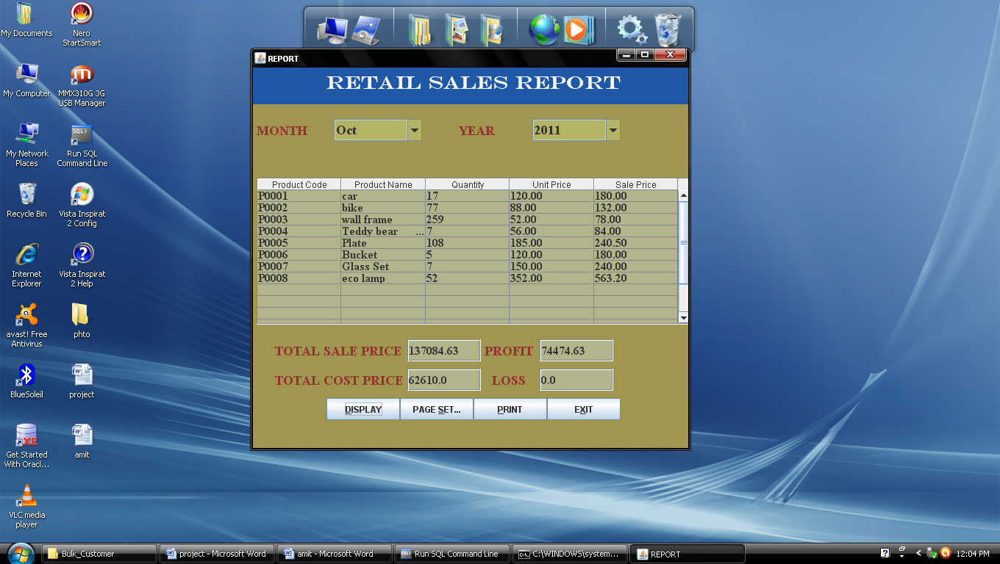 My Documents
Nero
StartSmart
My Computer
MMX310G 3G
USB Manager
My Network
Places
SQL>
Run SQL
Command Line
Recycle Bin
Vista Inspirat
2 Config
Internet
Explorer
Vista Inspirat
2 Help
avast! Free
Antivirus
phto
BlueSoleil
project
XE
Get Started
With Oracl...
amit
VLC media
player
REPORT
RETAIL SALES REPORT
MONTH Oct YEAR 2011
Product Code Product Name Quantity Unit Price Sale Price
P0001 car 17 120.00 180.00
P0002 bike 77 88.00 132.00
P0003 wall frame 259 52.00 78.00
P0004 Teddy bear ... 7 56.00 84.00
P0005 Plate 108 185.00 240.50
P0006 Bucket 5 120.00 180.00
P0007 Glass Set 7 150.00 240.00
P0008 eco lamp 52 352.00 563.20
TOTAL SALE PRICE 137084.63 PROFIT 74474.63
TOTAL COST PRICE 62610.0 LOSS 0.0
DISPLAY PAGE SET... PRINT EXIT
Bulk_Customer project - Microsoft Word amit - Microsoft Word Run SQL Command Line C:\WINDOWS\system... REPORT 12:04 PM